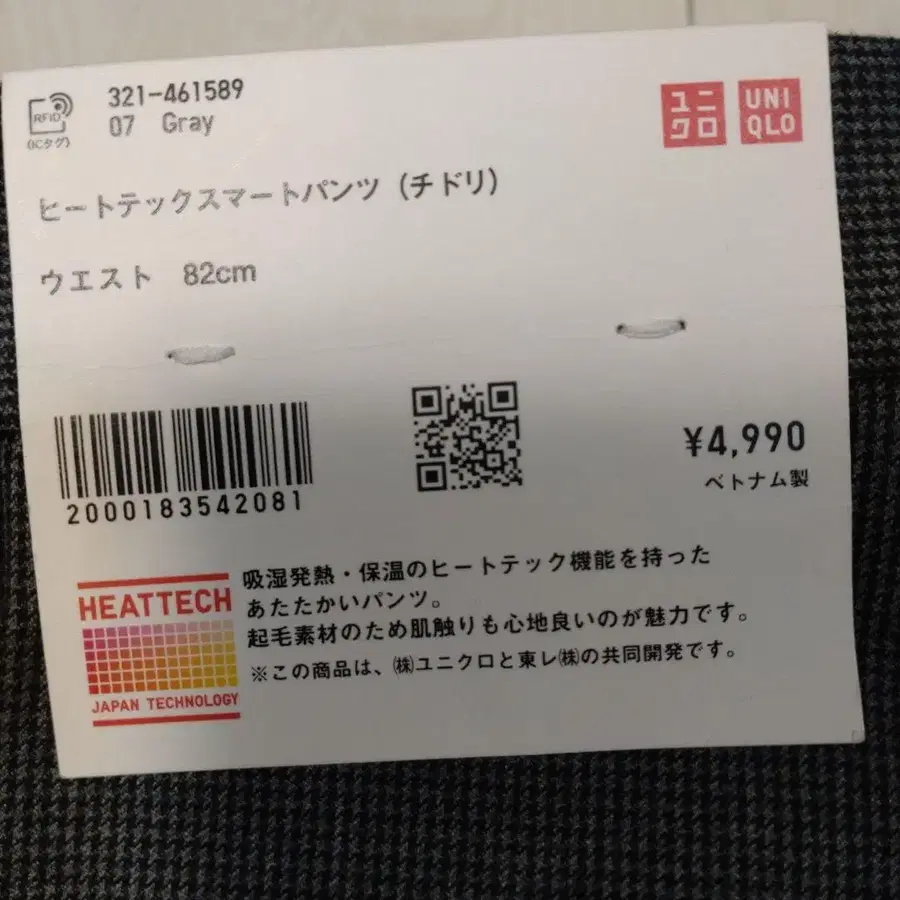 RFID
(ICタグ)
321-461589
07 Gray
ユニ
クロ
UNI
QLO
ヒートテックスマートパンツ (チドリ)
ウエスト 82cm
2000183542081
¥4,990
ベトナム製
HEATTECH
JAPAN TECHNOLOGY
吸湿発熱・保温のヒートテック機能を持った
あたたかいパンツ。
起毛素材のため肌触りも心地良いのが魅力です。
※この商品は、㈱ユニクロと東レ㈱の共同開発です。